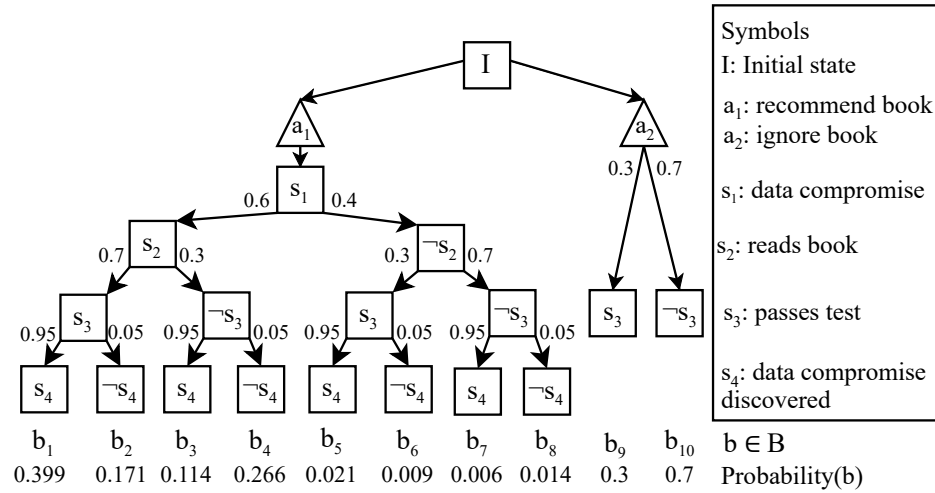 I
a₁
a₂
0.3 0.7
s₁
0.6 0.4
s₂ ¬s₂
0.7 0.3 0.3 0.7
s₃ ¬s₃ s₃ ¬s₃ s₃ ¬s₃
0.95 0.05 0.95 0.05 0.95 0.05 0.95 0.05
s₄ ¬s₄ s₄ ¬s₄ s₄ ¬s₄ s₄ ¬s₄
b₁ b₂ b₃ b₄ b₅ b₆ b₇ b₈ b₉ b₁₀ b ∈ B
0.399 0.171 0.114 0.266 0.021 0.009 0.006 0.014 0.3 0.7 Probability(b)
Symbols
I: Initial state
a₁: recommend book
a₂: ignore book
s₁: data compromise
s₂: reads book
s₃: passes test
s₄: data compromise
discovered